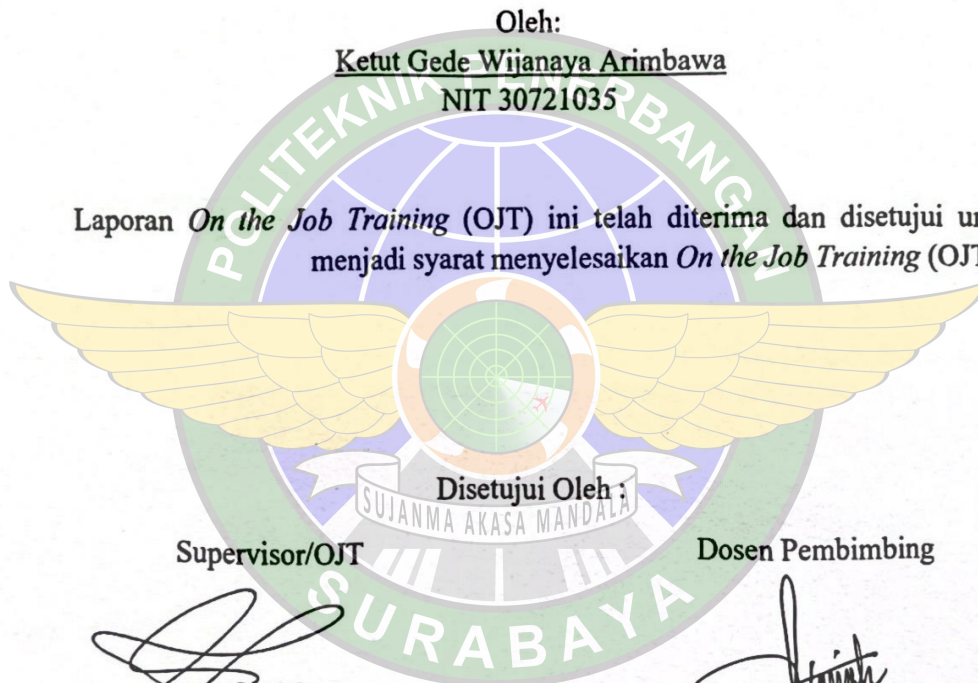 Oleh:
Ketut Gede Wijanaya Arimbawa
NIT 30721035
POLITEKNIK PENERBANGAN
Laporan On the Job Training (OJT) ini telah diterima dan disetujui
menjadi syarat menyelesaikan On the Job Training
Disetujui Oleh :
SUJANMA AKASA MANDALA
Supervisor/OJT
Dosen Pembimbing
SURABAYA